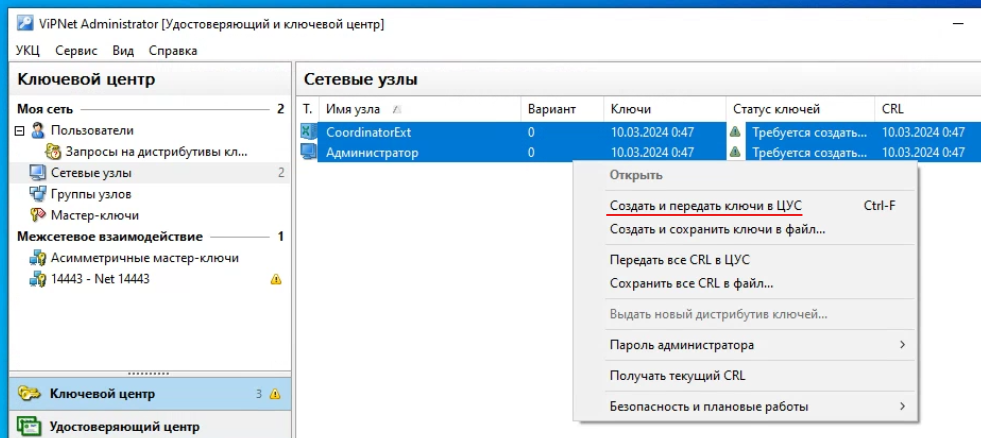 ViPNet Administrator [Удостоверяющий и ключевой центр]
УКЦ Сервис Вид Справка
Ключевой центр
Моя сеть 2
Пользователи
Запросы на дистрибутивы кл...
Сетевые узлы 2
Группы узлов
Мастер-ключи
Межсетевое взаимодействие 1
Асимметричные мастер-ключи
14443 - Net 14443
Ключевой центр 3
Удостоверяющий центр
Сетевые узлы
Т. Имя узла Вариант Ключи Статус ключей CRL
CoordinatorExt 0 10.03.2024 0:47 Требуется создать... 10.03.2024 0:47
Администратор 0 10.03.2024 0:47 Требуется создать... 10.03.2024 0:47
Открыть
Создать и передать ключи в ЦУС Ctrl-F
Создать и сохранить ключи в файл...
Передать все CRL в ЦУС
Сохранить все CRL в файл...
Выдать новый дистрибутив ключей...
Пароль администратора
Получать текущий CRL
Безопасность и плановые работы